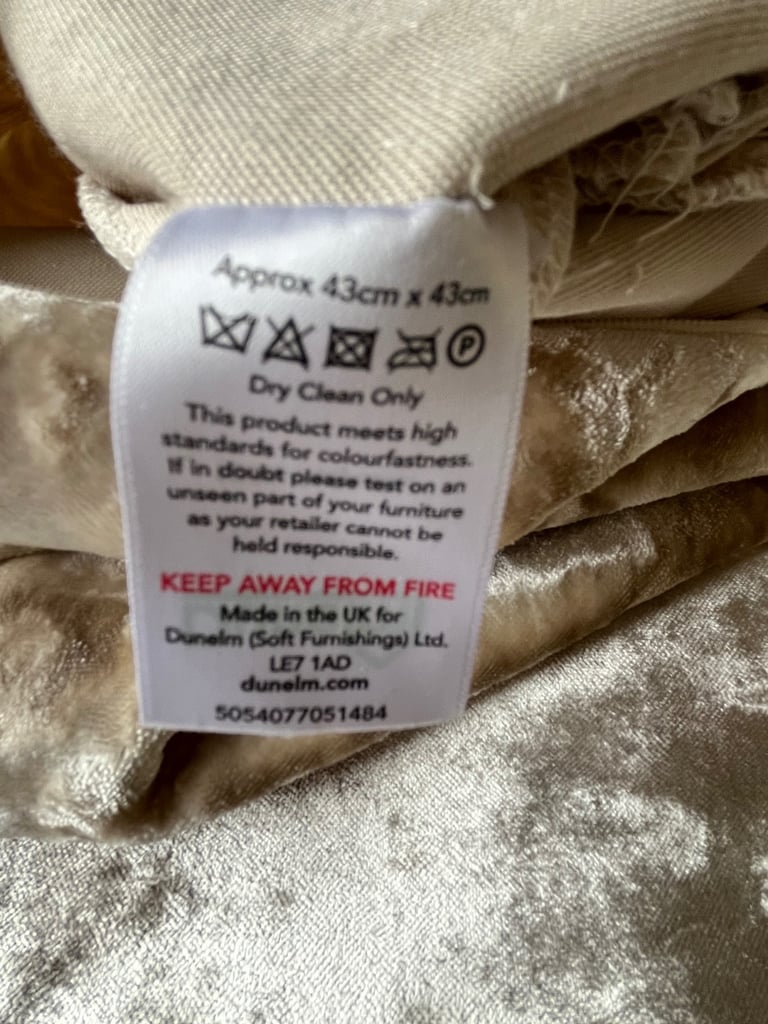 Approx 43cm x 43cm
P
Dry Clean Only
This product meets high
standards for colourfastness.
If in doubt please test on an
unseen part of your furniture
as your retailer cannot be
held responsible.
KEEP AWAY FROM FIRE
Made in the UK for
Dunelm (Soft Furnishings) Ltd.
LE7 1AD
dunelm.com
5054077051484